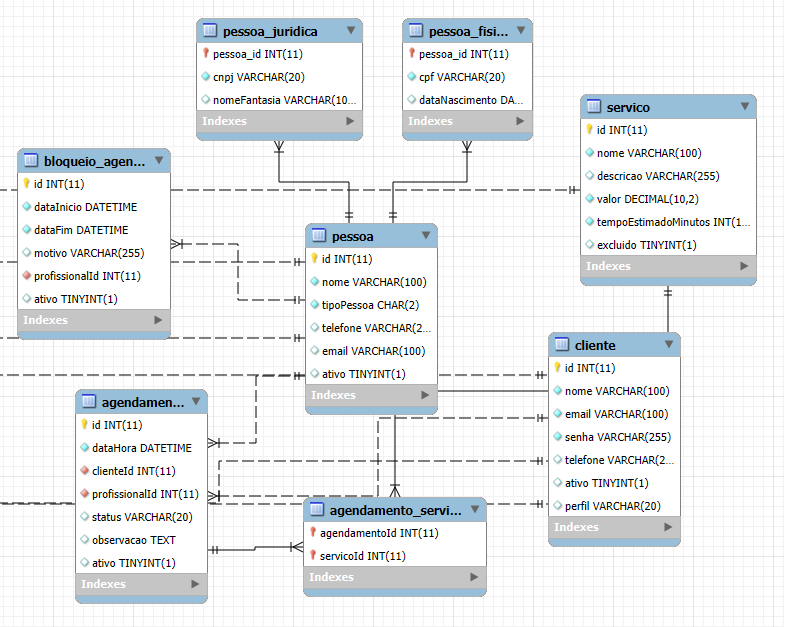 pessoa_juridica
pessoa_id INT(11)
cnpj VARCHAR(20)
nomeFantasia VARCHAR(10...
Indexes
pessoa_fisi...
pessoa_id INT(11)
cpf VARCHAR(20)
dataNascimento DA...
Indexes
servico
id INT(11)
nome VARCHAR(100)
descricao VARCHAR(255)
valor DECIMAL(10,2)
tempoEstimadoMinutos INT(1...
excluido TINYINT(1)
Indexes
bloqueio_agen...
id INT(11)
dataInicio DATETIME
dataFim DATETIME
motivo VARCHAR(255)
profissionalId INT(11)
ativo TINYINT(1)
Indexes
pessoa
id INT(11)
nome VARCHAR(100)
tipoPessoa CHAR(2)
telefone VARCHAR(2...
email VARCHAR(100)
ativo TINYINT(1)
Indexes
cliente
id INT(11)
nome VARCHAR(100)
email VARCHAR(100)
senha VARCHAR(255)
telefone VARCHAR(2...
ativo TINYINT(1)
perfil VARCHAR(20)
Indexes
agendamen...
id INT(11)
dataHora DATETIME
clienteId INT(11)
profissionalId INT(11)
status VARCHAR(20)
observacao TEXT
ativo TINYINT(1)
Indexes
agendamento_servi...
agendamentoId INT(11)
servicoId INT(11)
Indexes